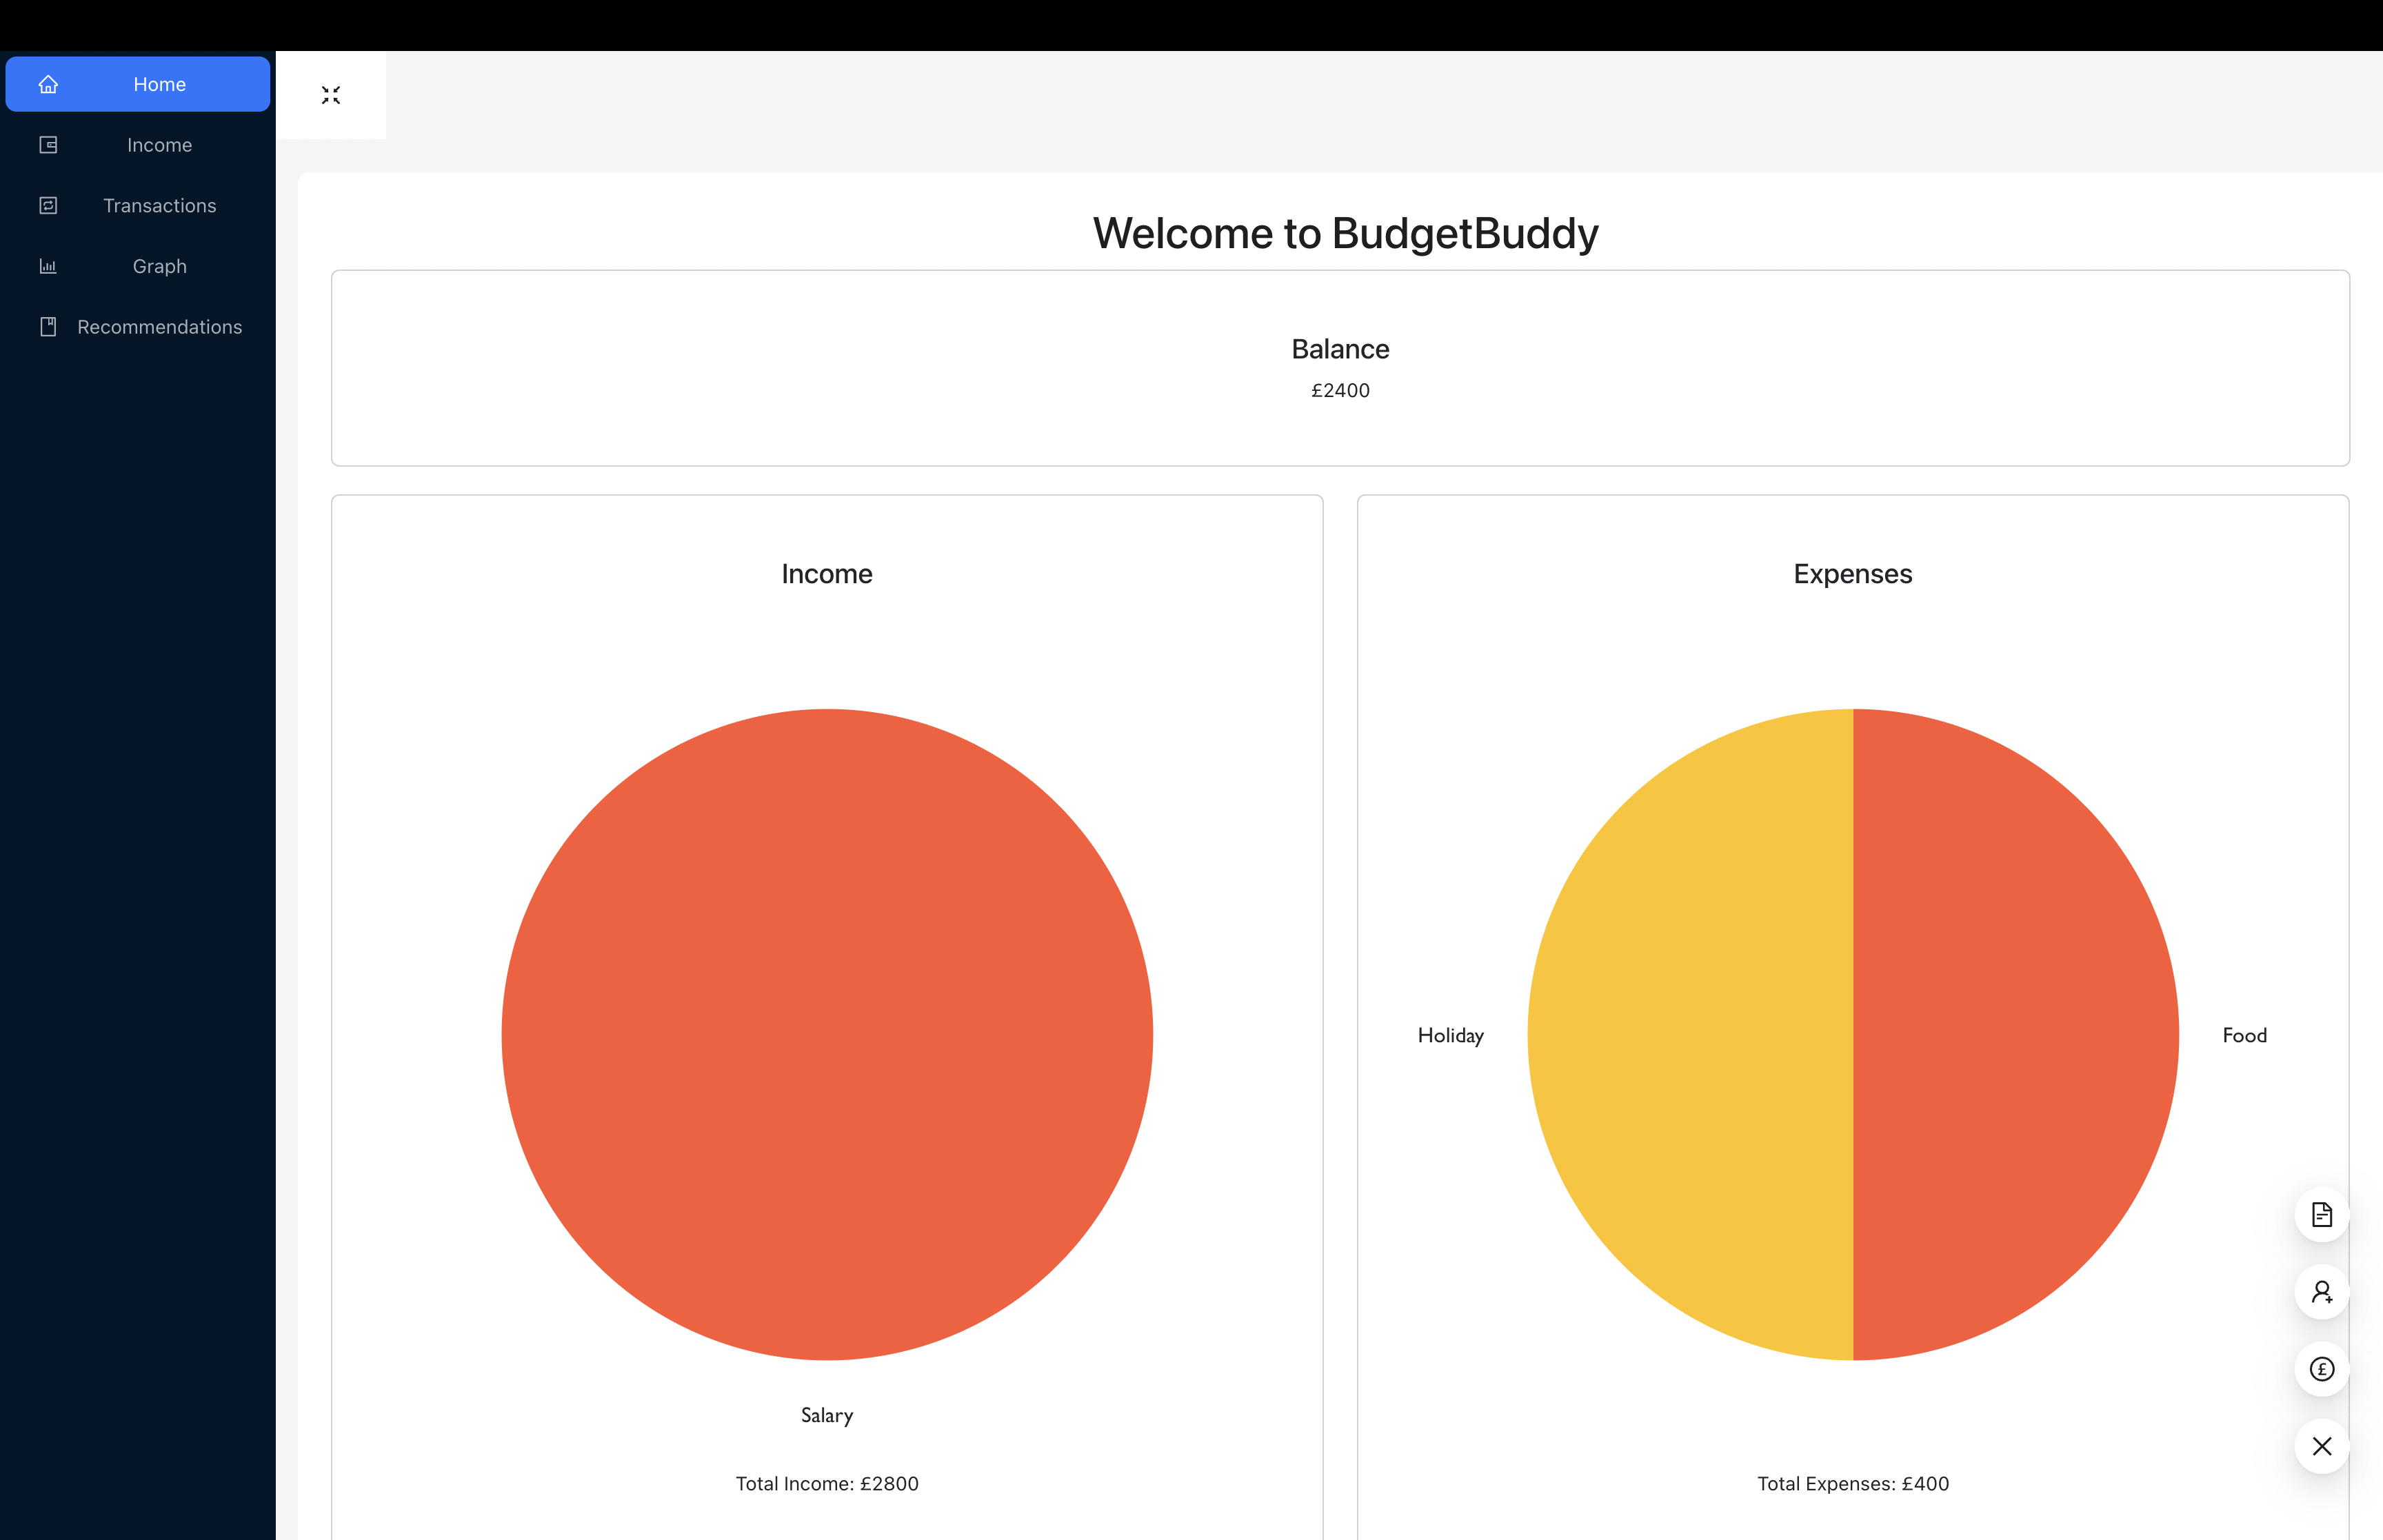 Home
Income
Transactions
Graph
Recommendations
Welcome to BudgetBuddy
Balance
£2400
Income
Salary
Total Income: £2800
Expenses
Holiday
Food
Total Expenses: £400
£